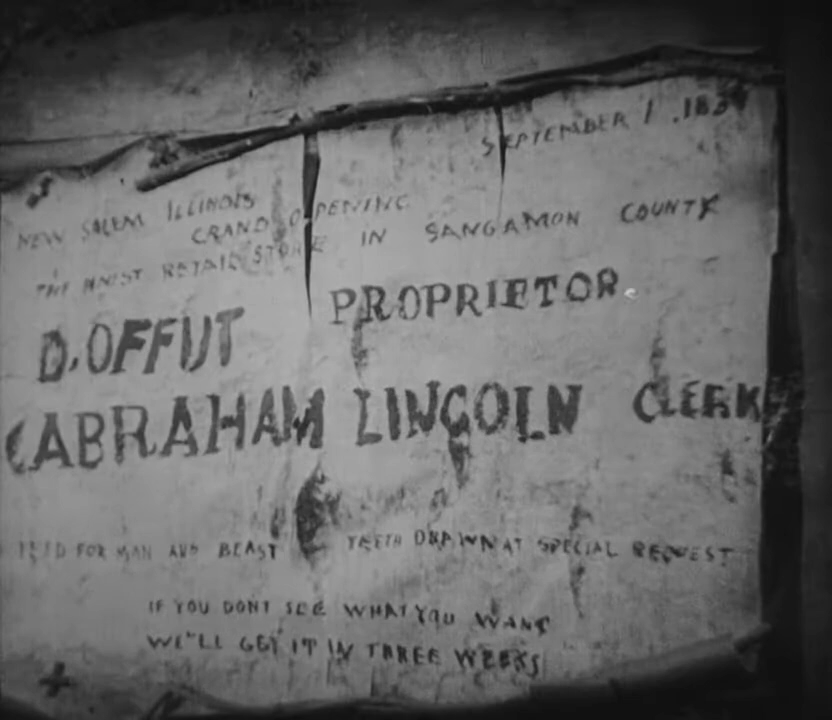 SEPTEMBER 1, 183
NEW SALEM ILLINOIS
GRAND OPENING
THE FINIST RETAIL STORE IN SANGAMON COUNTY
D. OFFUT PROPRIETOR
ABRAHAM LINCOLN CLERK
FOR MAN AND BEAST TEETH DRAWN AT SPECIAL REQUEST
IF YOU DONT SEE WHAT YOU WANT
WE'LL GET IT IN THREE WEEKS